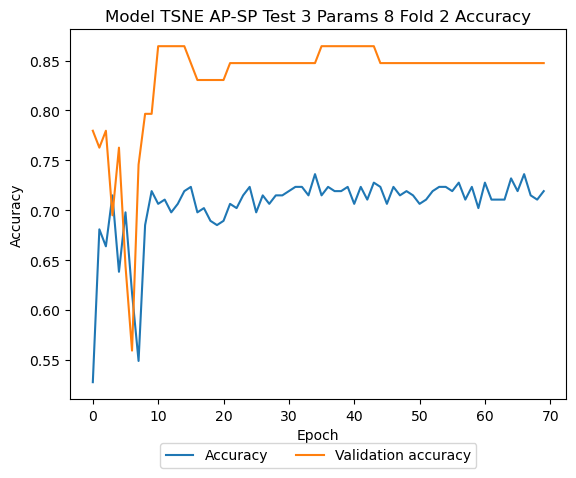 Model TSNE AP-SP Test 3 Params 8 Fold 2 Accuracy
Accuracy
0.85
0.80
0.75
0.70
0.65
0.60
0.55
0 10 20 30 40 50 60 70
Epoch
Accuracy Validation accuracy